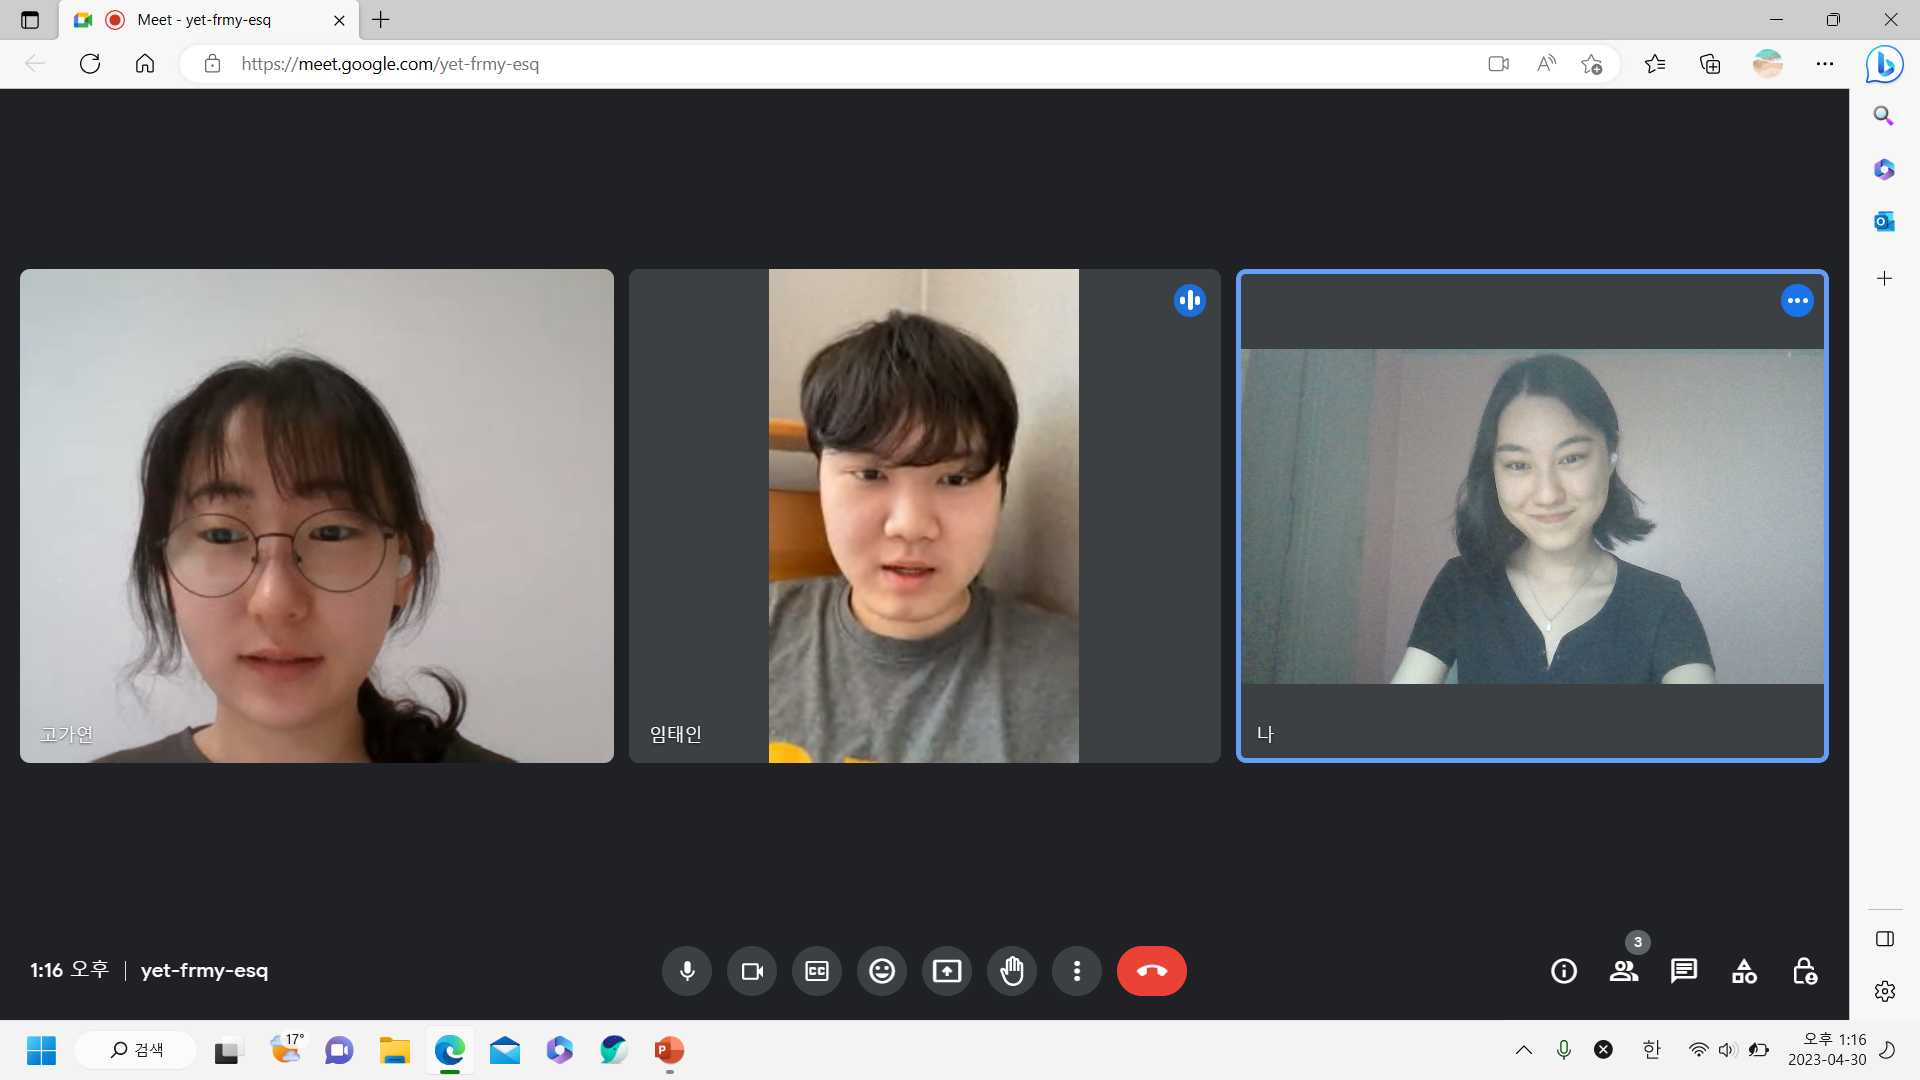 Meet - yet-frmy-esq
https://meet.google.com/yet-frmy-esq
고가연
임태인
나
1:16 오후 | yet-frmy-esq
CC
3
검색
17°
P
한
오후 1:16
2023-04-30